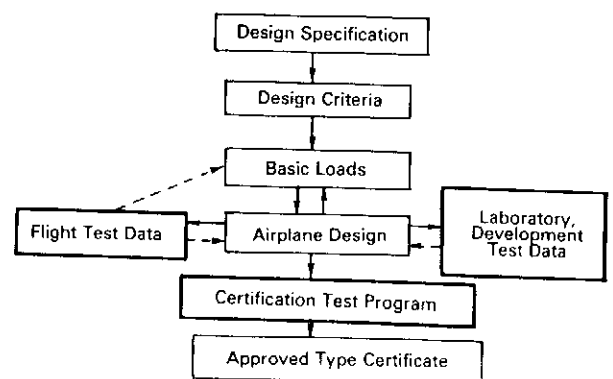 Design Specification
Design Criteria
Basic Loads
Flight Test Data
Airplane Design
Laboratory,
Development
Test Data
Certification Test Program
Approved Type Certificate